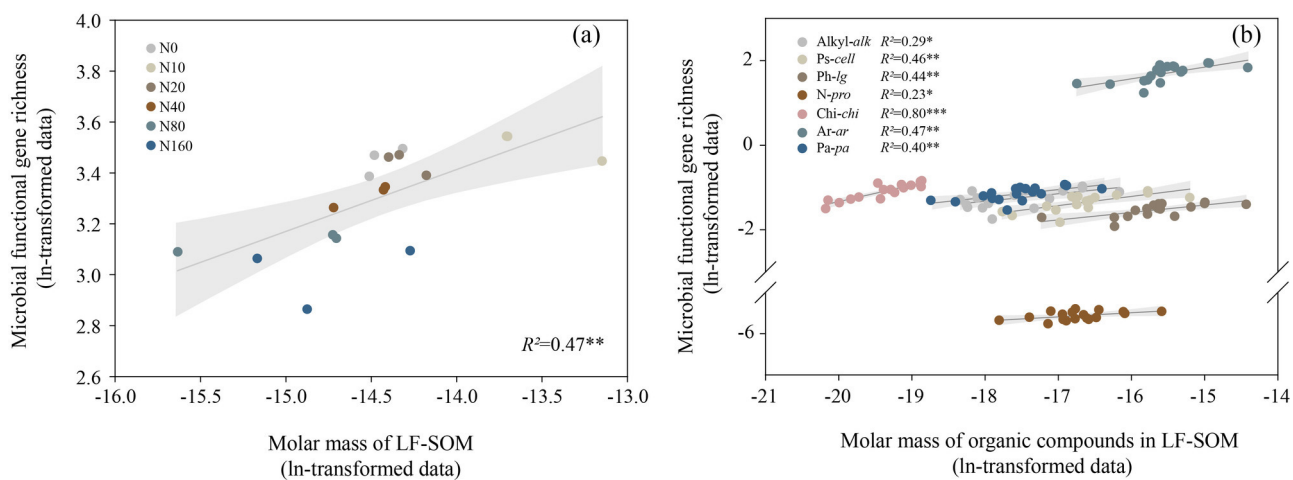 (a)
Microbial functional gene richness
(ln-transformed data)
4.0
3.8
3.6
3.4
3.2
3.0
2.8
2.6
N0
N10
N20
N40
N80
N160
R²=0.47**
-16.0
-15.5
-15.0
-14.5
-14.0
-13.5
-13.0
Molar mass of LF-SOM
(ln-transformed data)
(b)
Microbial functional gene richness
(ln-transformed data)
2
0
-2
-6
Alkyl-alk R²=0.29*
Ps-cell R²=0.46**
Ph-lg R²=0.44**
N-pro R²=0.23*
Chi-chi R²=0.80***
Ar-ar R²=0.47**
Pa-pa R²=0.40**
-21
-20
-19
-18
-17
-16
-15
-14
Molar mass of organic compounds in LF-SOM
(ln-transformed data)